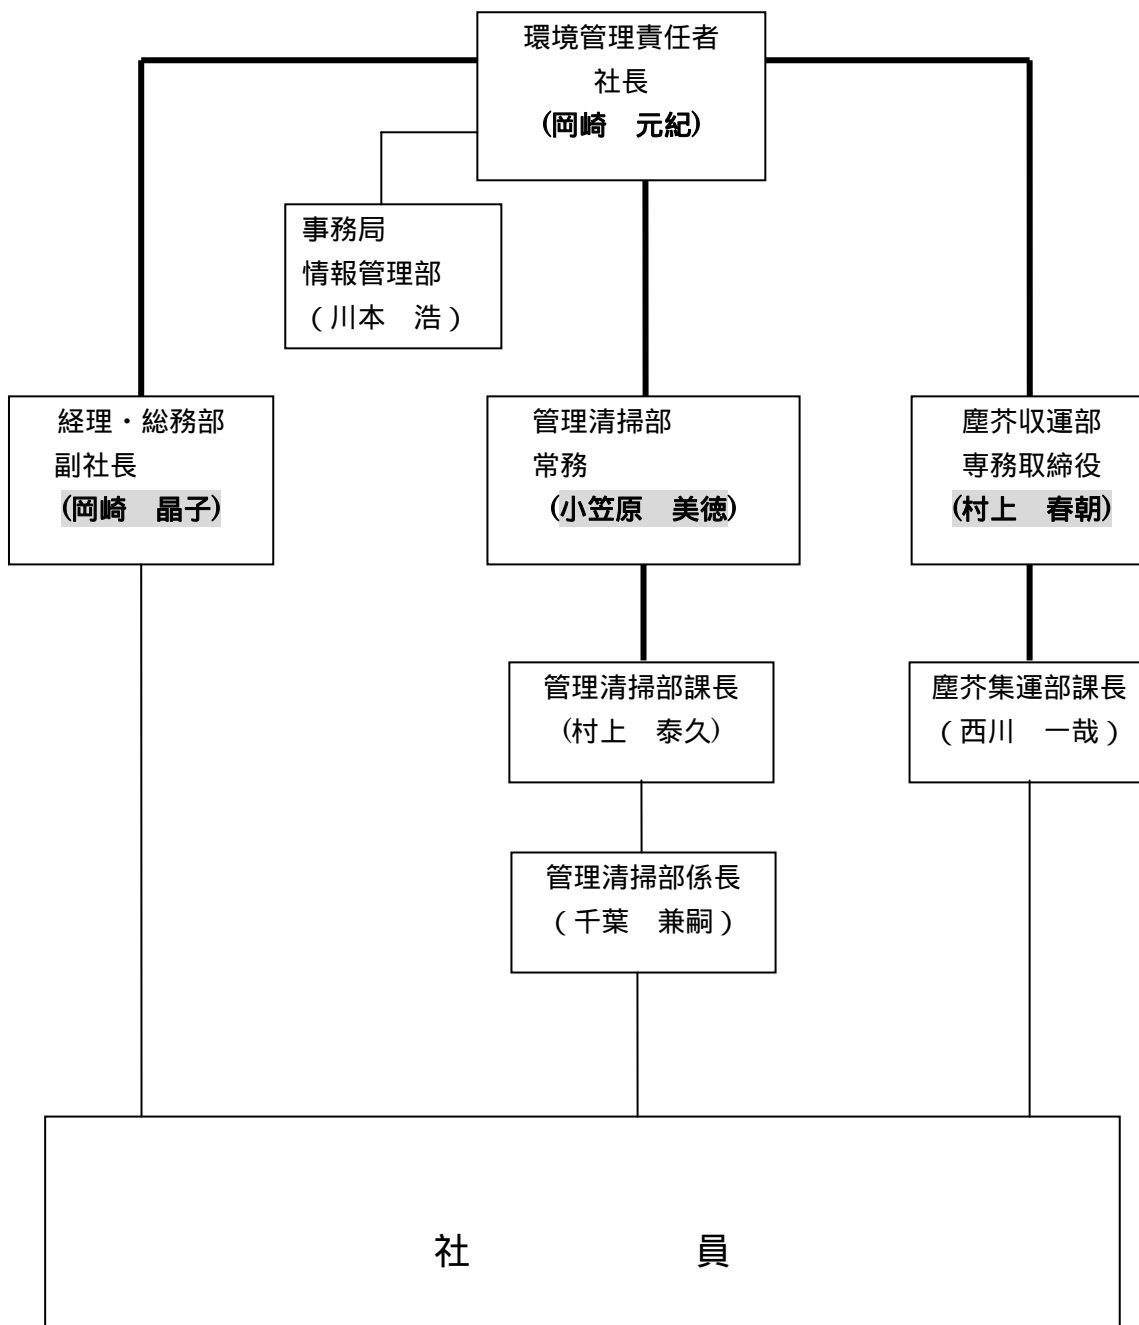 環境管理責任者
社長
(岡崎　元紀)
事務局
情報管理部
（川本　浩）
経理・総務部
副社長
(岡崎　晶子)
管理清掃部
常務
(小笠原　美徳)
塵芥収運部
専務取締役
(村上　春朝)
管理清掃部課長
(村上　泰久)
塵芥集運部課長
（西川　一哉）
管理清掃部係長
（千葉　兼嗣）
社　　　　　　員